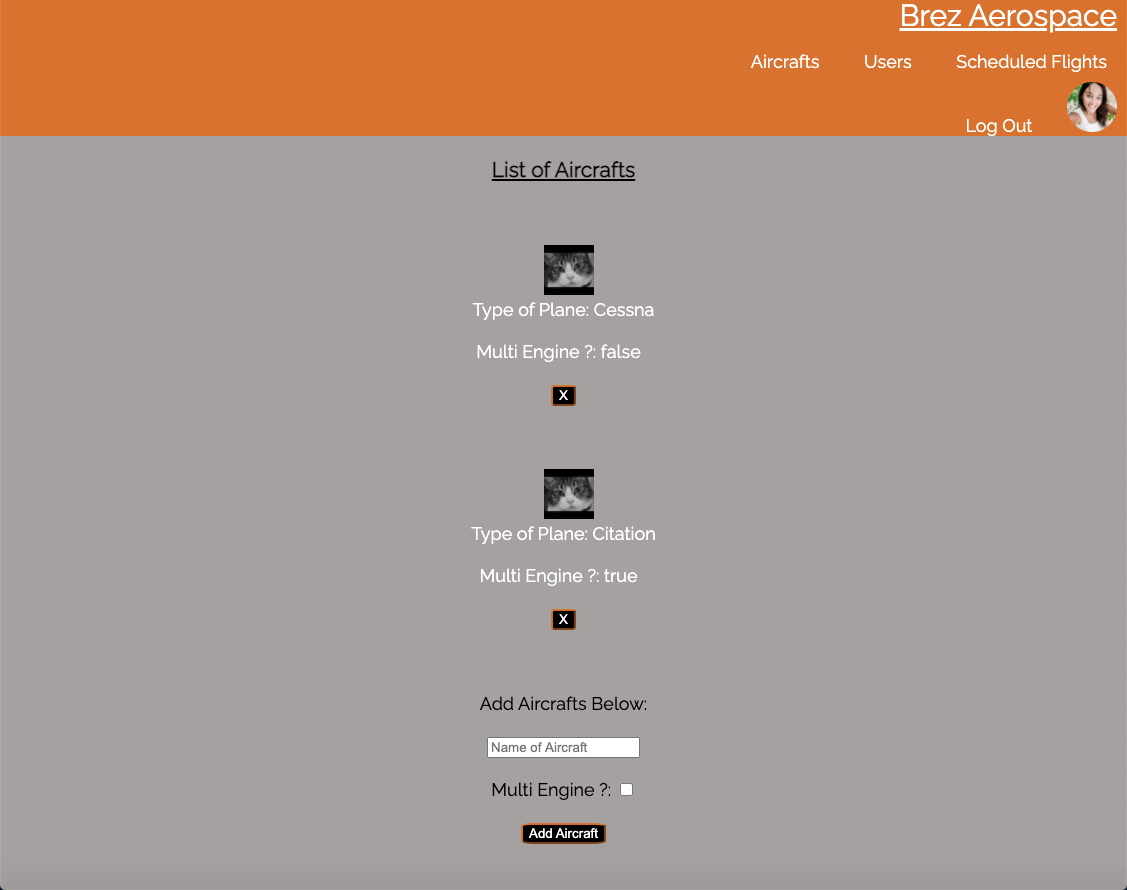 Brez Aerospace
Aircrafts Users Scheduled Flights
Log Out
List of Aircrafts
Type of Plane: Cessna
Multi Engine ?: false
X
Type of Plane: Citation
Multi Engine ?: true
X
Add Aircrafts Below:
Name of Aircraft
Multi Engine ?:
Add Aircraft